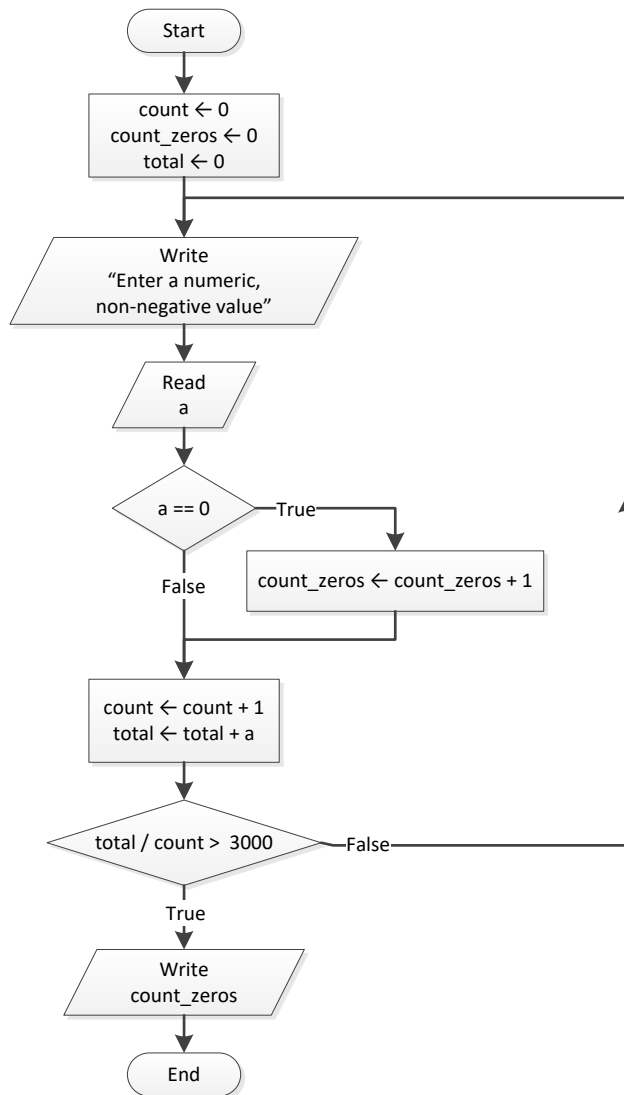 Start
count ← 0
count_zeros ← 0
total ← 0
Write
“Enter a numeric,
non-negative value”
Read
a
a == 0
True
count_zeros ← count_zeros + 1
False
count ← count + 1
total ← total + a
total / count > 3000
False
True
Write
count_zeros
End